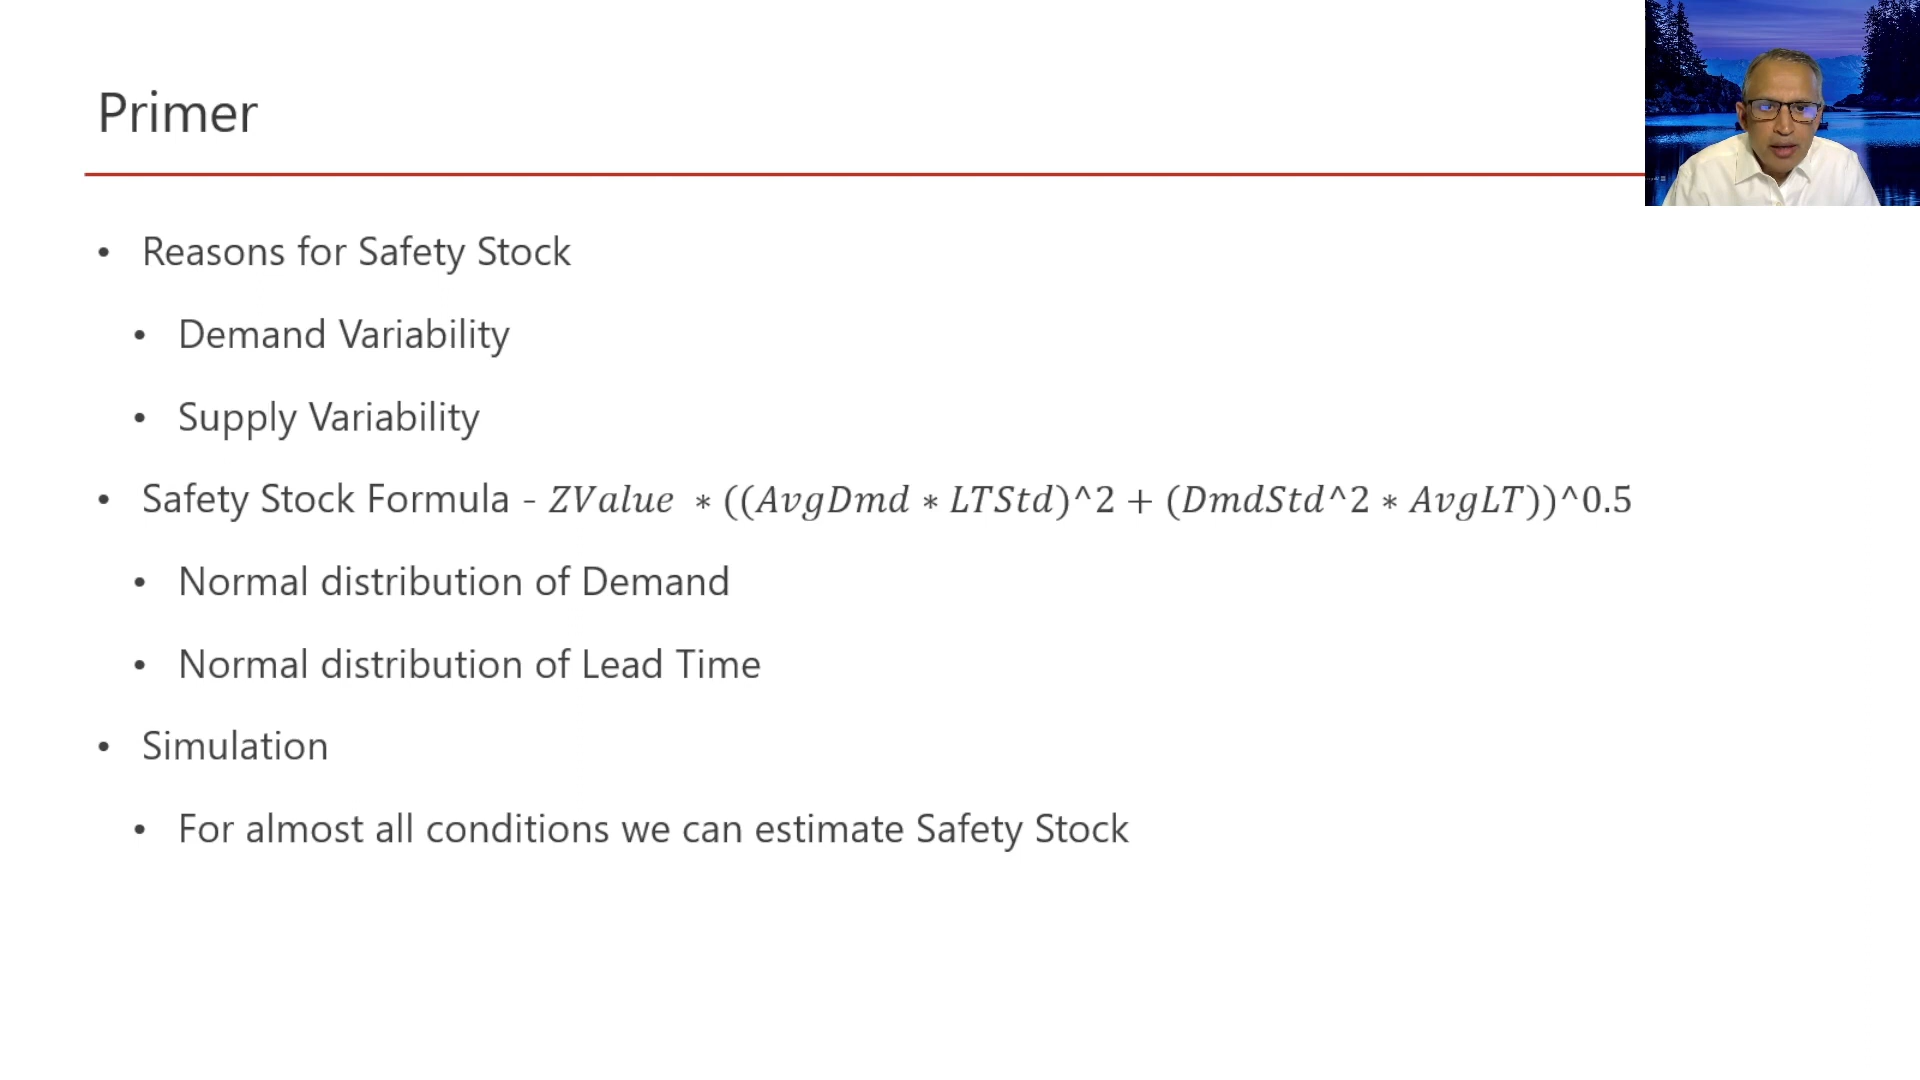 Primer
• Reasons for Safety Stock
• Demand Variability
• Supply Variability
• Safety Stock Formula - ZValue * ((AvgDmd * LTStd)^2 + (DmdStd^2 * AvgLT))^0.5
• Normal distribution of Demand
• Normal distribution of Lead Time
• Simulation
• For almost all conditions we can estimate Safety Stock